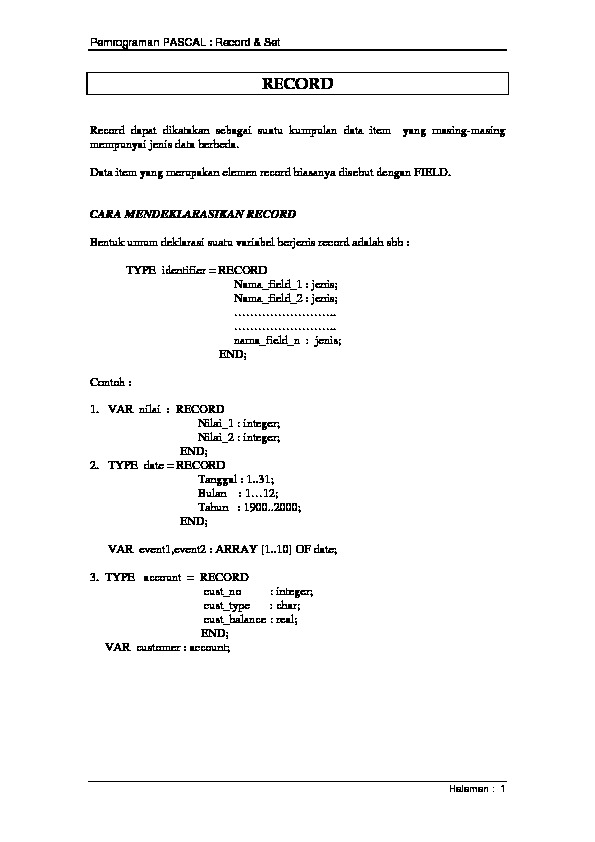 Pemrograman PASCAL : Record & Set
RECORD
Record dapat dikatakan sebagai suatu kumpulan data item yang masing-masing
mempunyai jenis data berbeda.
Data item yang merupakan elemen record biasanya disebut dengan FIELD.
CARA MENDEKLARASIKAN RECORD
Bentuk umum deklarasi suatu variabel berjenis record adalah sbb :
TYPE identifier = RECORD
Nama_field_1 : jenis;
Nama_field_2 : jenis;
……………………..
……………………..
nama_field_n : jenis;
END;
Contoh :
1. VAR nilai : RECORD
Nilai_1 : integer;
Nilai_2 : integer;
END;
2. TYPE date = RECORD
Tanggal : 1..31;
Bulan : 1…12;
Tahun : 1900..2000;
END;
VAR event1,event2 : ARRAY [1..10] OF date;
3. TYPE account = RECORD
cust_no : integer;
cust_type : char;
cust_balance : real;
END;
VAR customer : account;
Halaman : 1